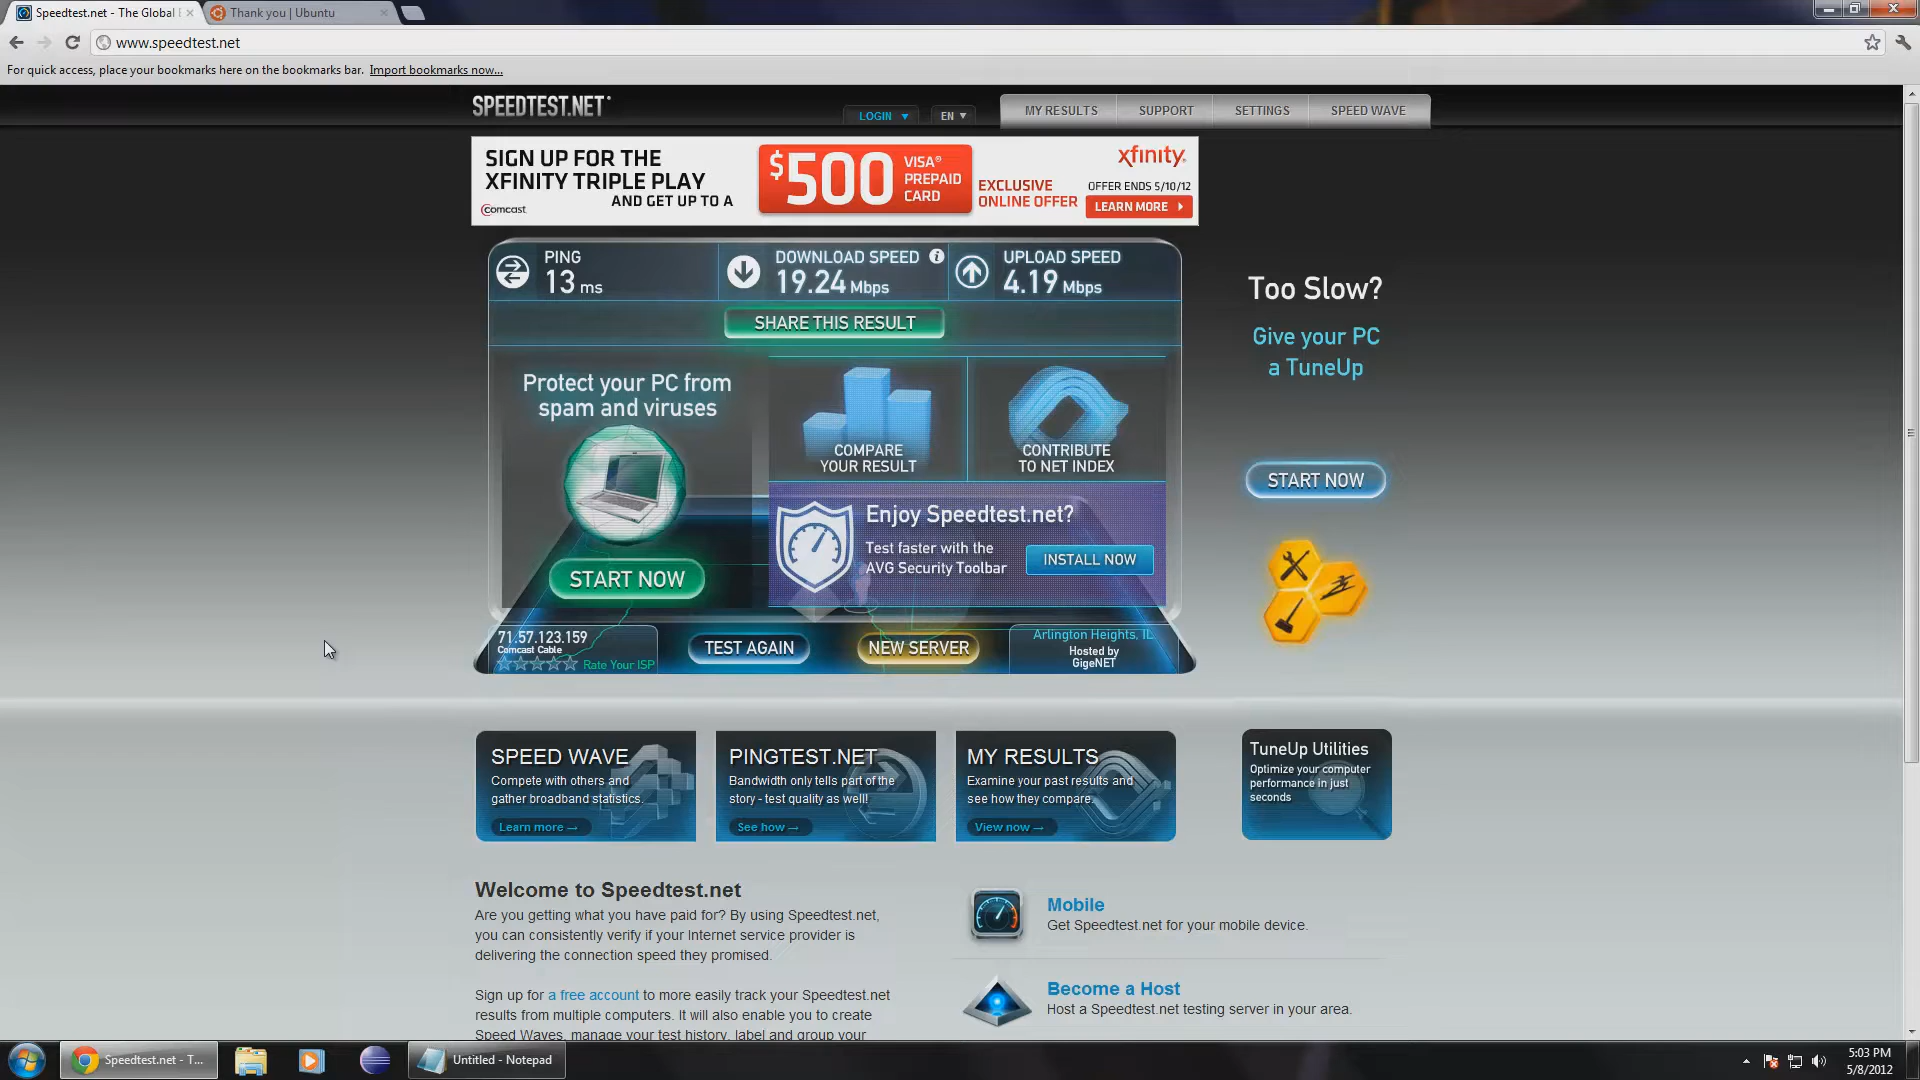 Speedtest.net - The Global
Thank you | Ubuntu
www.speedtest.net
For quick access, place your bookmarks here on the bookmarks bar. Import bookmarks now...
SPEEDTEST.NET
LOGIN
EN
MY RESULTS
SUPPORT
SETTINGS
SPEED WAVE
SIGN UP FOR THE
XFINITY TRIPLE PLAY
AND GET UP TO A
Comcast
$500
VISA®
PREPAID
CARD
EXCLUSIVE
ONLINE OFFER
xfinity.
OFFER ENDS 5/10/12
LEARN MORE
PING
13 ms
DOWNLOAD SPEED
19.24 Mbps
UPLOAD SPEED
4.19 Mbps
SHARE THIS RESULT
Protect your PC from
spam and viruses
START NOW
COMPARE
YOUR RESULT
CONTRIBUTE
TO NET INDEX
Enjoy Speedtest.net?
Test faster with the
AVG Security Toolbar
INSTALL NOW
Too Slow?
Give your PC
a TuneUp
START NOW
71.57.123.159
Comcast Cable
Rate Your ISP
TEST AGAIN
NEW SERVER
Arlington Heights, IL
Hosted by
GigeNET
SPEED WAVE
Compete with others and
gather broadband statistics.
Learn more →
PINGTEST.NET
Bandwidth only tells part of the
story - test quality as well!
See how →
MY RESULTS
Examine your past results and
see how they compare.
View now →
TuneUp Utilities
Optimize your computer
performance in just
seconds
Welcome to Speedtest.net
Are you getting what you have paid for? By using Speedtest.net,
you can consistently verify if your Internet service provider is
delivering the connection speed they promised.
Sign up for a free account to more easily track your Speedtest.net
results from multiple computers. It will also enable you to create
Speed Waves, manage your test history, label and group your
Mobile
Get Speedtest.net for your mobile device.
Become a Host
Host a Speedtest.net testing server in your area.
Speedtest.net - T...
Untitled - Notepad
5:03 PM
5/8/2012